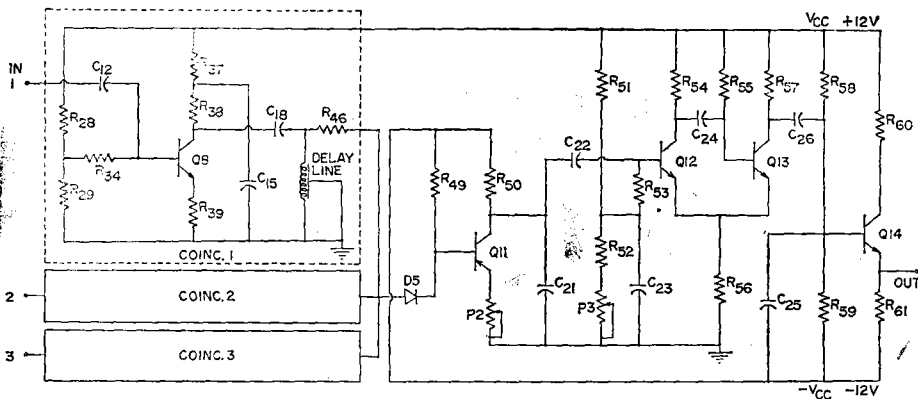 VCC +12V
IN
1
C12
R37
R38
C18
R46
R28
R34
R29
Q8
R39
C15
DELAY LINE
COINC. 1
2
COINC. 2
3
COINC. 3
D5
R49
R50
Q11
P2
C22
C21
R51
R52
P3
R53
C23
R54
C24
R55
Q12
R56
R57
C26
Q13
R58
C25
R59
R60
Q14
OUT
R61
-VCC -12V